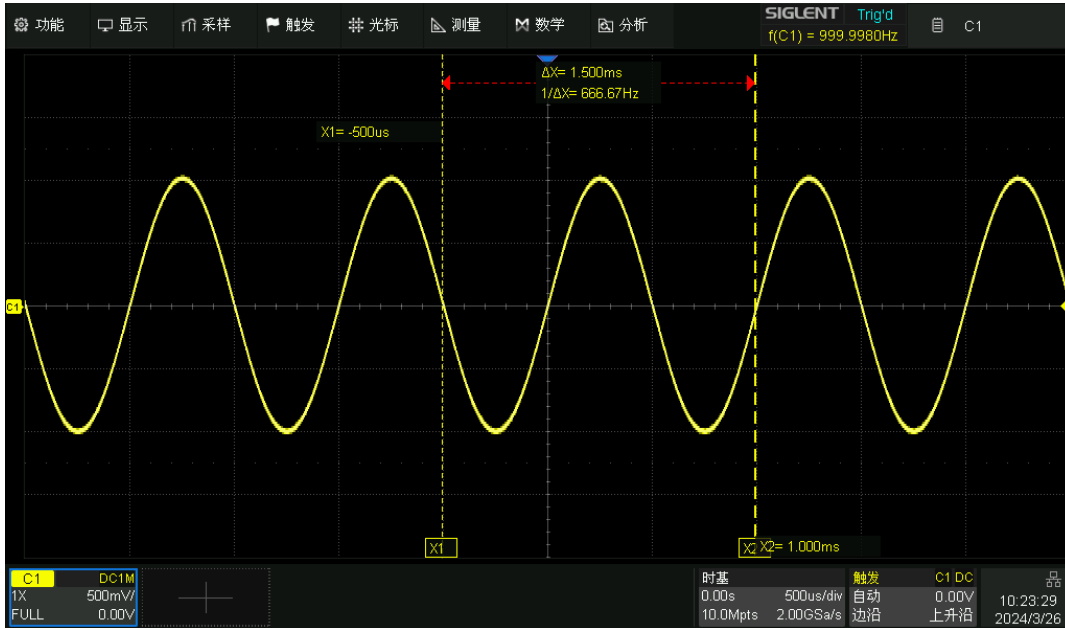 功能 显示 采样 触发 光标 测量 数学 分析 SIGLENT Trig'd C1
f(C1) = 999.9980Hz
ΔX= 1.500ms
1/ΔX= 666.67Hz
X1= -500us
C1
X1 X2 X2= 1.000ms
C1 DC1M 时基 触发 C1 DC
1X 500mV/ 0.00s 500us/div 自动 0.00V 10:23:29
FULL 0.00V 10.0Mpts 2.00GSa/s 边沿 上升沿 2024/3/26